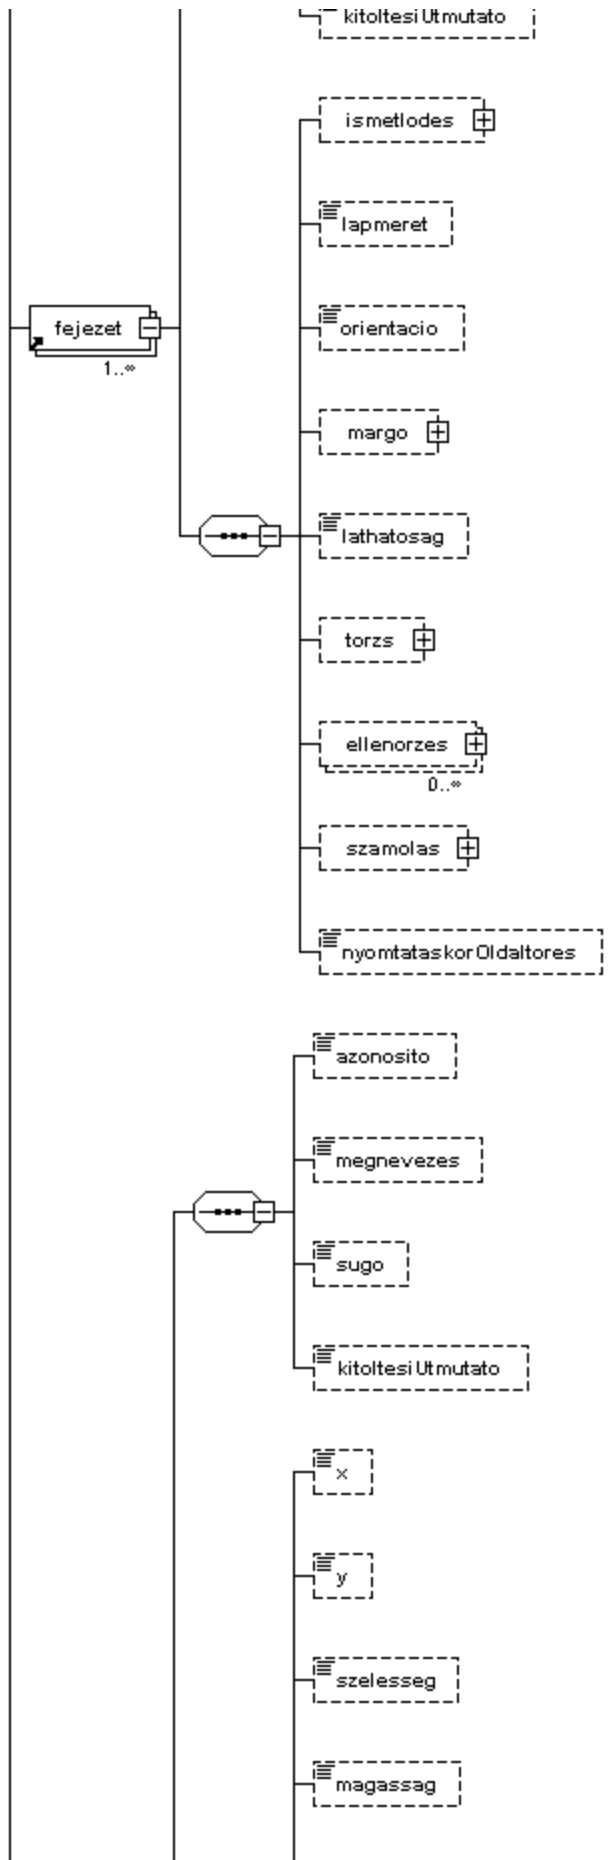 kitoltesiUtmutato
ismetlodes
lapmeret
fejezet
orientacio
1..∞
margo
lathatosag
torzs
ellenorzes
0..∞
szamolas
nyomtataskorOldaltores
azonosito
megnevezes
sugo
kitoltesiUtmutato
x
y
szelesseg
magassag